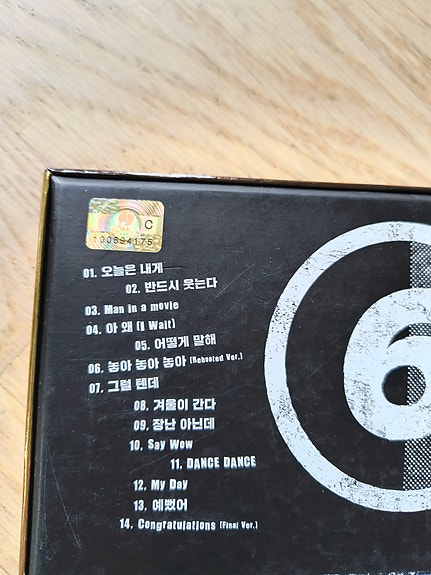 C
130694175
01. 오늘은 내게
02. 반드시 웃는다
03. Man in a movie
04. 아 왜 (I Wait)
05. 어떻게 말해
06. 놓아 놓아 놓아 (Rebooted Ver.)
07. 그럴 텐데
08. 겨울이 간다
09. 장난 아닌데
10. Say Wow
11. DANCE DANCE
12. My Day
13. 예뻤어
14. Congratulations (Final Ver.)
6